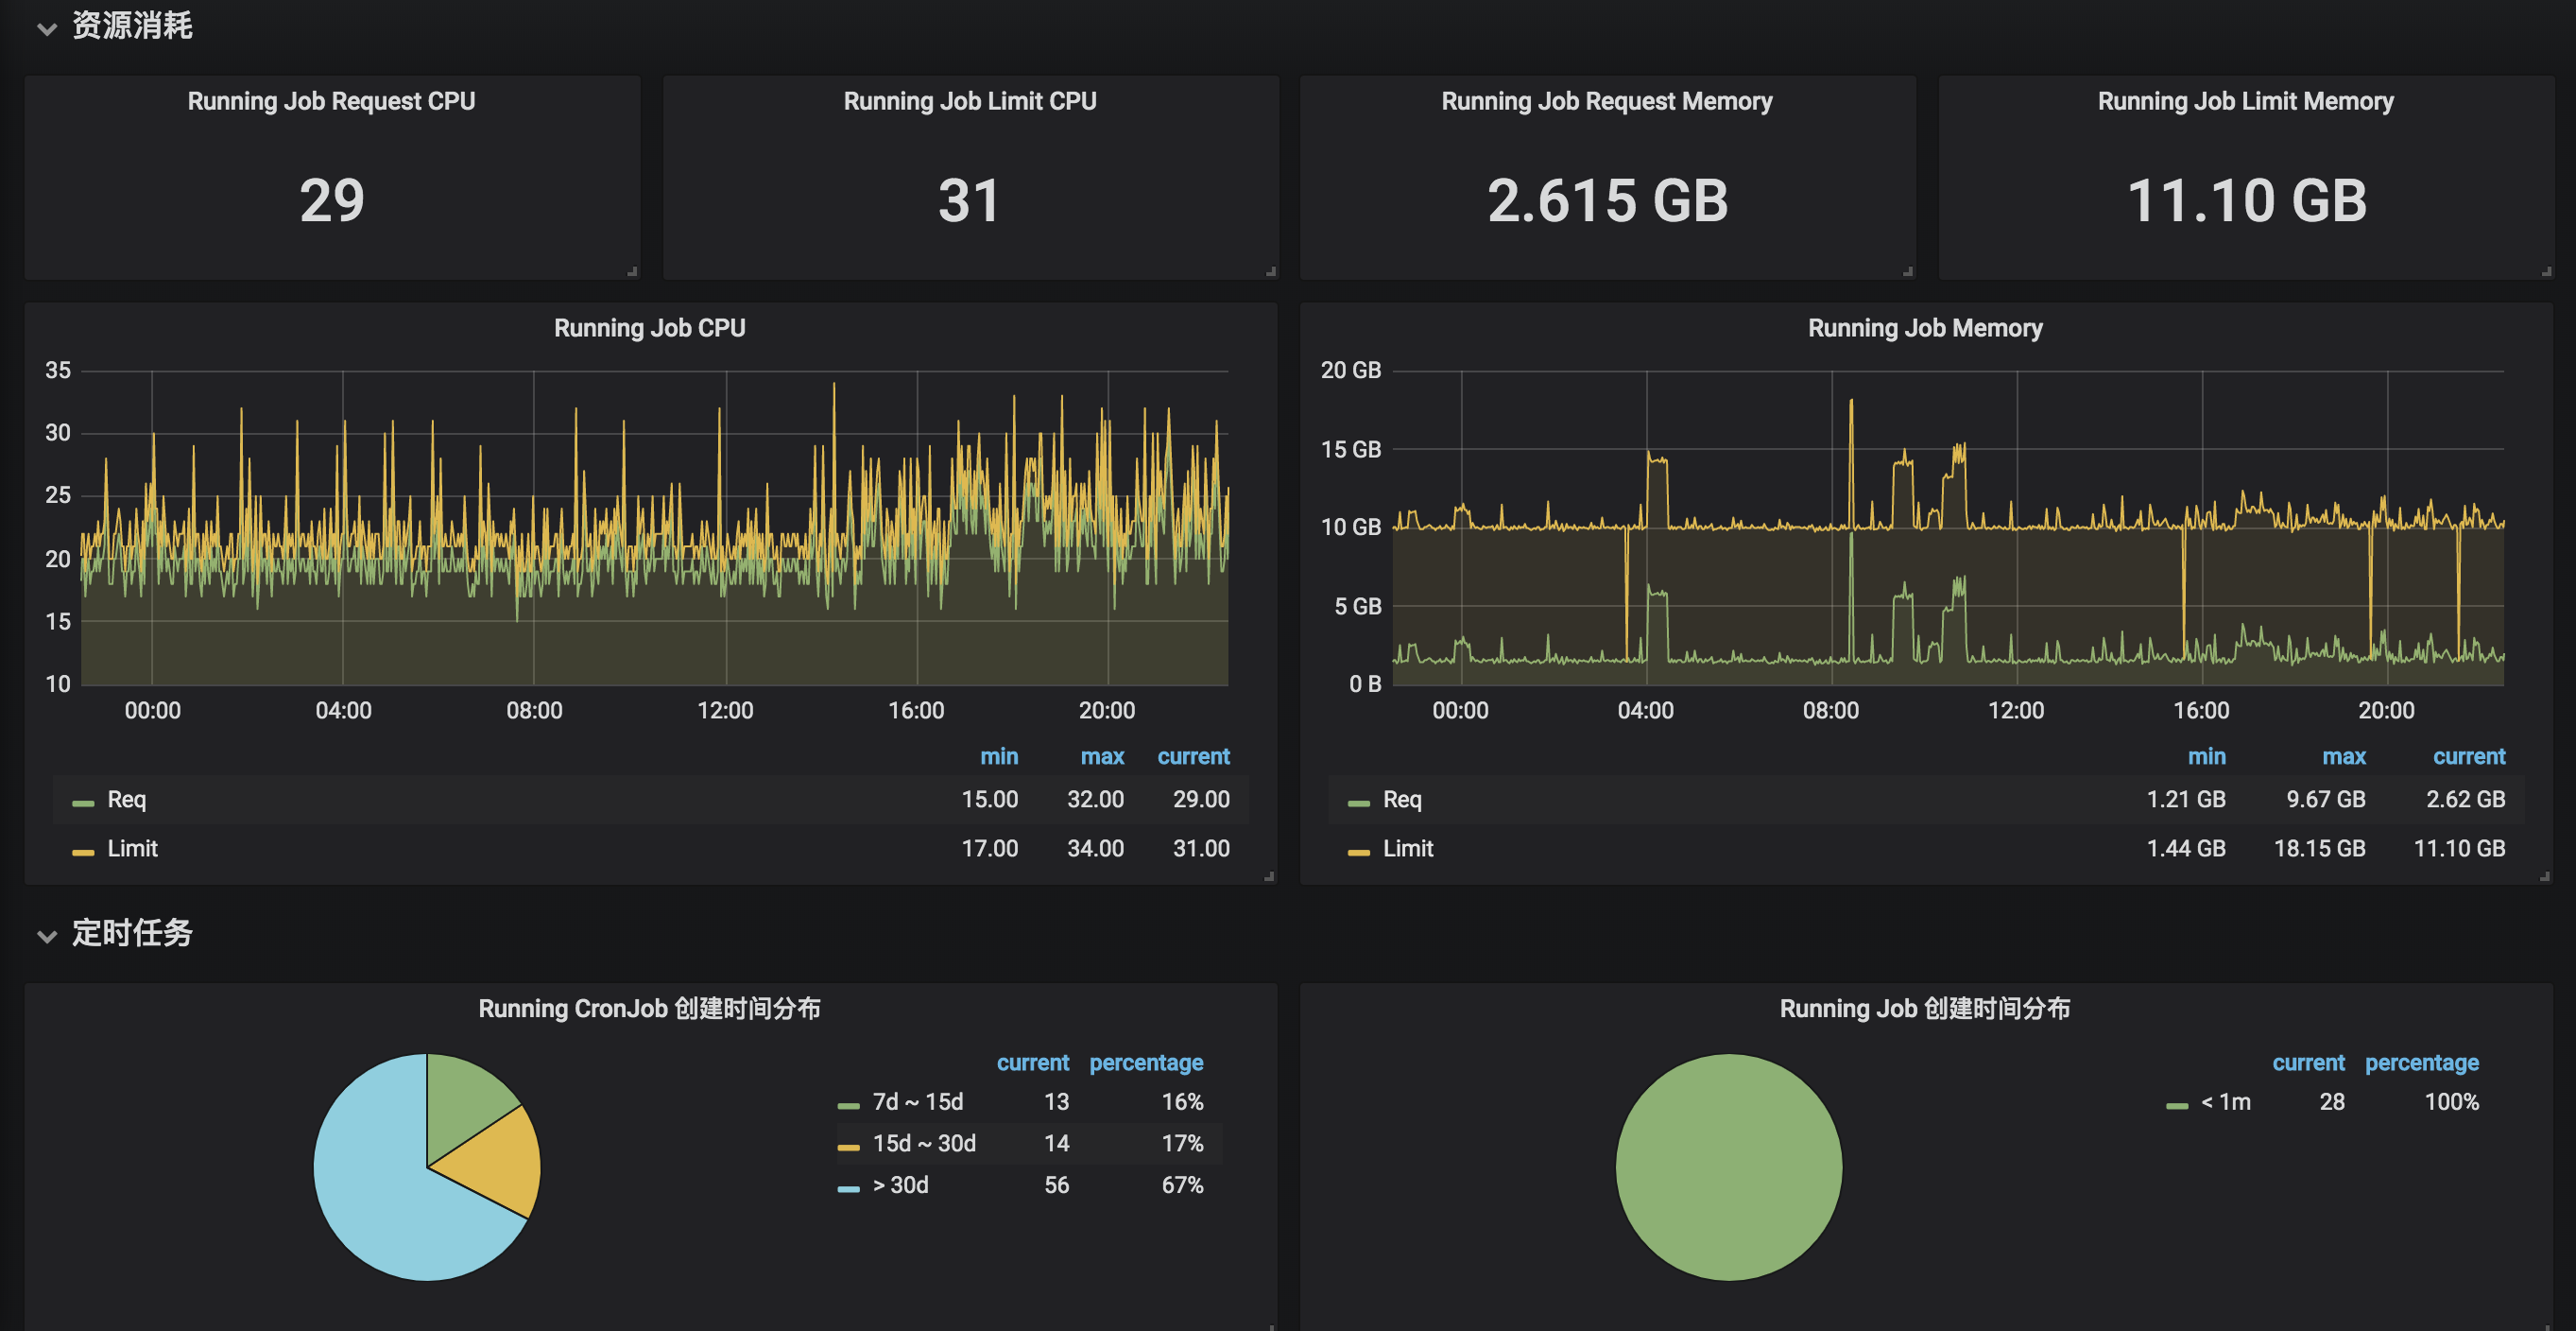 资源消耗
Running Job Request CPU
29
Running Job Limit CPU
31
Running Job Request Memory
2.615 GB
Running Job Limit Memory
11.10 GB
Running Job CPU
35
30
25
20
15
10
00:00 04:00 08:00 12:00 16:00 20:00
min max current
Req 15.00 32.00 29.00
Limit 17.00 34.00 31.00
Running Job Memory
20 GB
15 GB
10 GB
5 GB
0 B
00:00 04:00 08:00 12:00 16:00 20:00
min max current
Req 1.21 GB 9.67 GB 2.62 GB
Limit 1.44 GB 18.15 GB 11.10 GB
定时任务
Running CronJob 创建时间分布
current percentage
7d ~ 15d 13 16%
15d ~ 30d 14 17%
> 30d 56 67%
Running Job 创建时间分布
current percentage
< 1m 28 100%